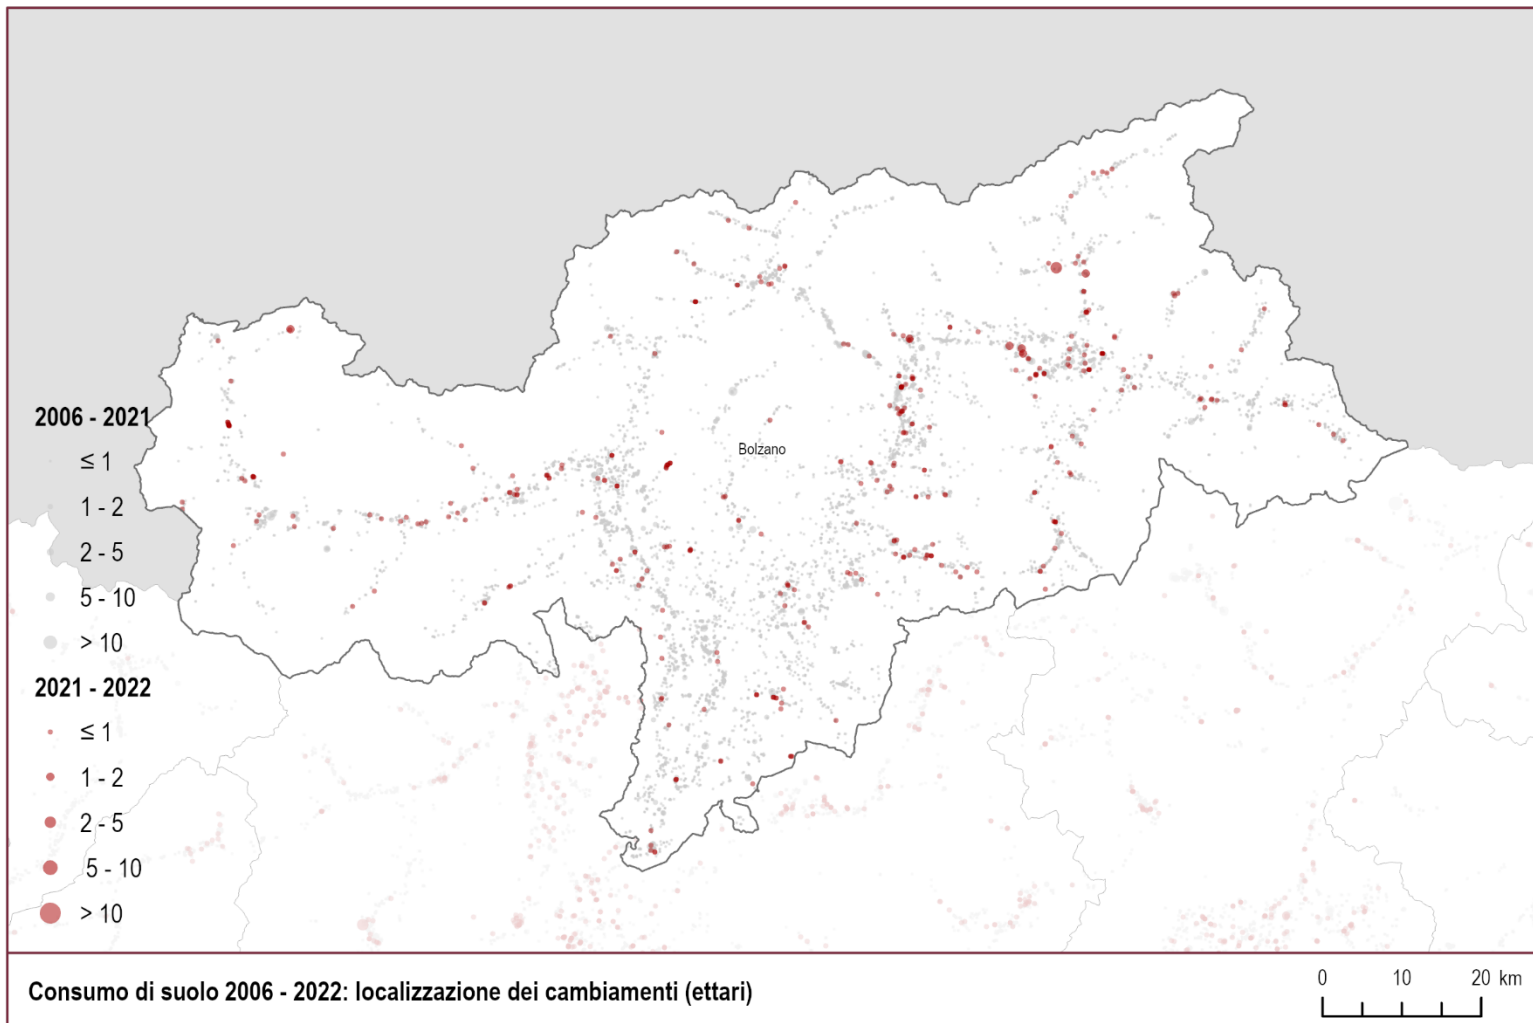 Bolzano
2006 - 2021
≤ 1
1 - 2
2 - 5
5 - 10
> 10
2021 - 2022
≤ 1
1 - 2
2 - 5
5 - 10
> 10
Consumo di suolo 2006 - 2022: localizzazione dei cambiamenti (ettari)
0 10 20 km